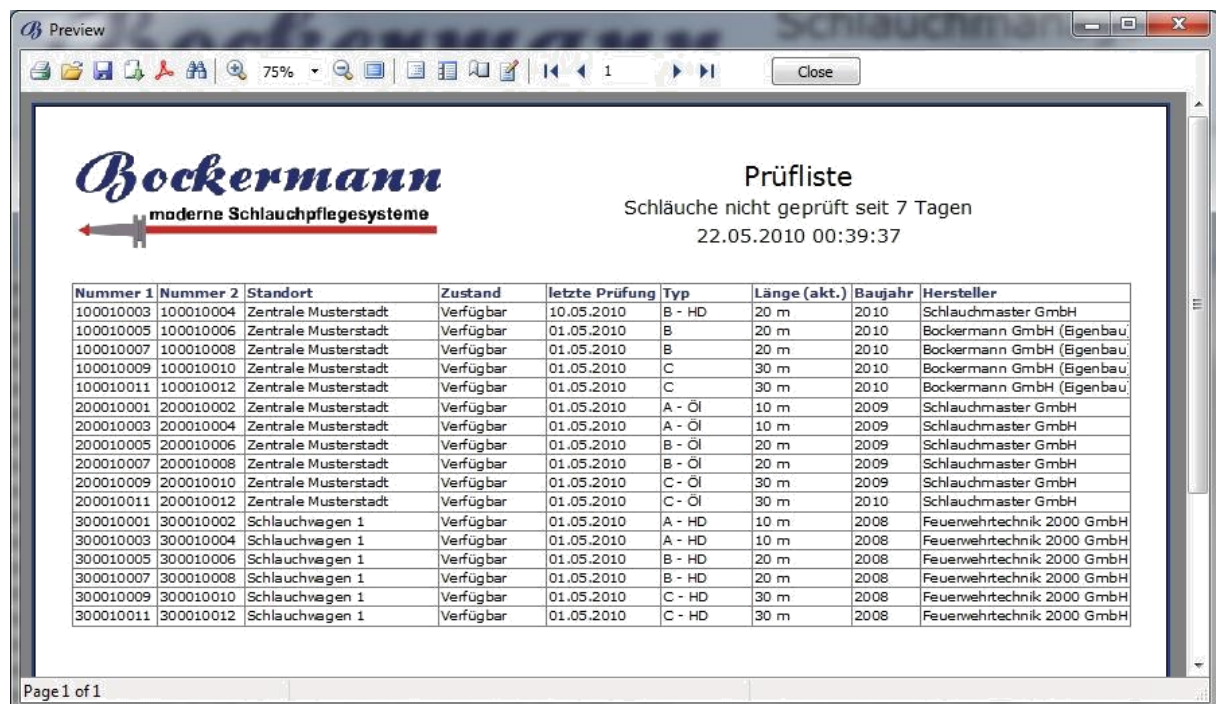 Preview
75% 1 Close
Bockermann
moderne Schlauchpflegesysteme
Prüfliste
Schläuche nicht geprüft seit 7 Tagen
22.05.2010 00:39:37
Nummer 1 Nummer 2 Standort Zustand letzte Prüfung Typ Länge (akt.) Baujahr Hersteller
100010003 100010004 Zentrale Musterstadt Verfügbar 10.05.2010 B - HD 20 m 2010 Schlauchmaster GmbH
100010005 100010006 Zentrale Musterstadt Verfügbar 01.05.2010 B 20 m 2010 Bockermann GmbH (Eigenbau)
100010007 100010008 Zentrale Musterstadt Verfügbar 01.05.2010 B 20 m 2010 Bockermann GmbH (Eigenbau)
100010009 100010010 Zentrale Musterstadt Verfügbar 01.05.2010 C 30 m 2010 Bockermann GmbH (Eigenbau)
100010011 100010012 Zentrale Musterstadt Verfügbar 01.05.2010 C 30 m 2010 Bockermann GmbH (Eigenbau)
200010001 200010002 Zentrale Musterstadt Verfügbar 01.05.2010 A - Öl 10 m 2009 Schlauchmaster GmbH
200010003 200010004 Zentrale Musterstadt Verfügbar 01.05.2010 A - Öl 10 m 2009 Schlauchmaster GmbH
200010005 200010006 Zentrale Musterstadt Verfügbar 01.05.2010 B - Öl 20 m 2009 Schlauchmaster GmbH
200010007 200010008 Zentrale Musterstadt Verfügbar 01.05.2010 B - Öl 20 m 2009 Schlauchmaster GmbH
200010009 200010010 Zentrale Musterstadt Verfügbar 01.05.2010 C - Öl 30 m 2009 Schlauchmaster GmbH
200010011 200010012 Zentrale Musterstadt Verfügbar 01.05.2010 C - Öl 30 m 2010 Schlauchmaster GmbH
300010001 300010002 Schlauchwagen 1 Verfügbar 01.05.2010 A - HD 10 m 2008 Feuerwehrtechnik 2000 GmbH
300010003 300010004 Schlauchwagen 1 Verfügbar 01.05.2010 A - HD 10 m 2008 Feuerwehrtechnik 2000 GmbH
300010005 300010006 Schlauchwagen 1 Verfügbar 01.05.2010 B - HD 20 m 2008 Feuerwehrtechnik 2000 GmbH
300010007 300010008 Schlauchwagen 1 Verfügbar 01.05.2010 B - HD 20 m 2008 Feuerwehrtechnik 2000 GmbH
300010009 300010010 Schlauchwagen 1 Verfügbar 01.05.2010 C - HD 30 m 2008 Feuerwehrtechnik 2000 GmbH
300010011 300010012 Schlauchwagen 1 Verfügbar 01.05.2010 C - HD 30 m 2008 Feuerwehrtechnik 2000 GmbH
Page 1 of 1